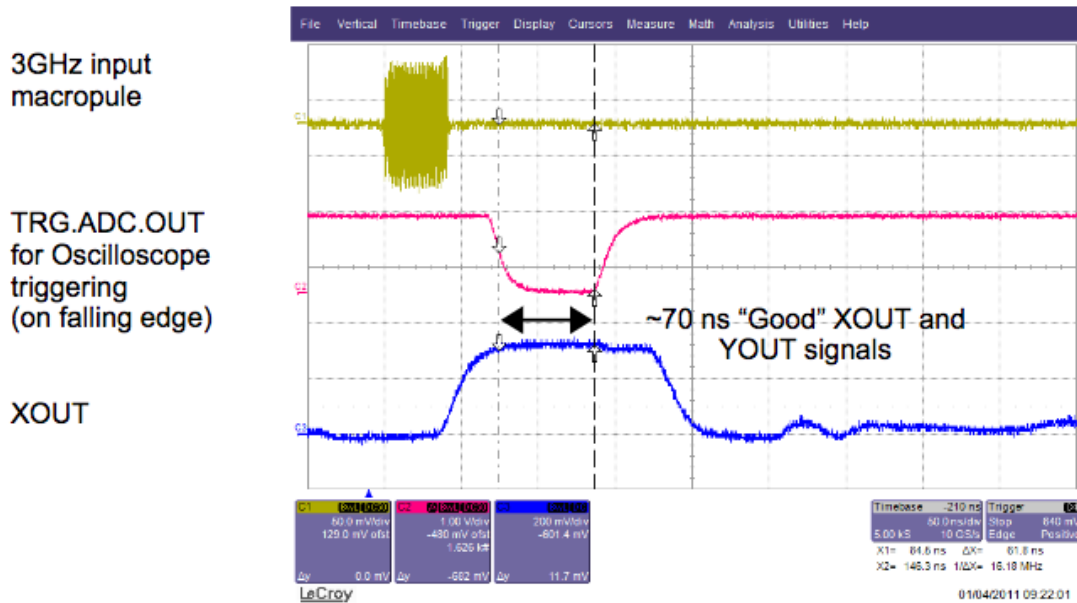 File Vertical Timebase Trigger Display Cursors Measure Math Analysis Utilities Help
3GHz input
macropule
TRG.ADC.OUT
for Oscilloscope
triggering
(on falling edge)
~70 ns “Good” XOUT and
YOUT signals
XOUT
C1
50.0 mV/div
129.0 mV ofst
Δy 0.0 mV
C2
1.00 V/div
-480 mV ofst
1.626 k#
Δy -682 mV
C3
200 mV/div
-601.4 mV
Δy 11.7 mV
Timebase -210 ns
50.0 ns/div
5.00 kS 10 GS/s
Trigger
Stop 840 mV
Edge Positive
X1= 84.6 ns ΔX= 61.8 ns
X2= 146.3 ns 1/ΔX= 16.18 MHz
LeCroy
01/04/2011 09:22:01